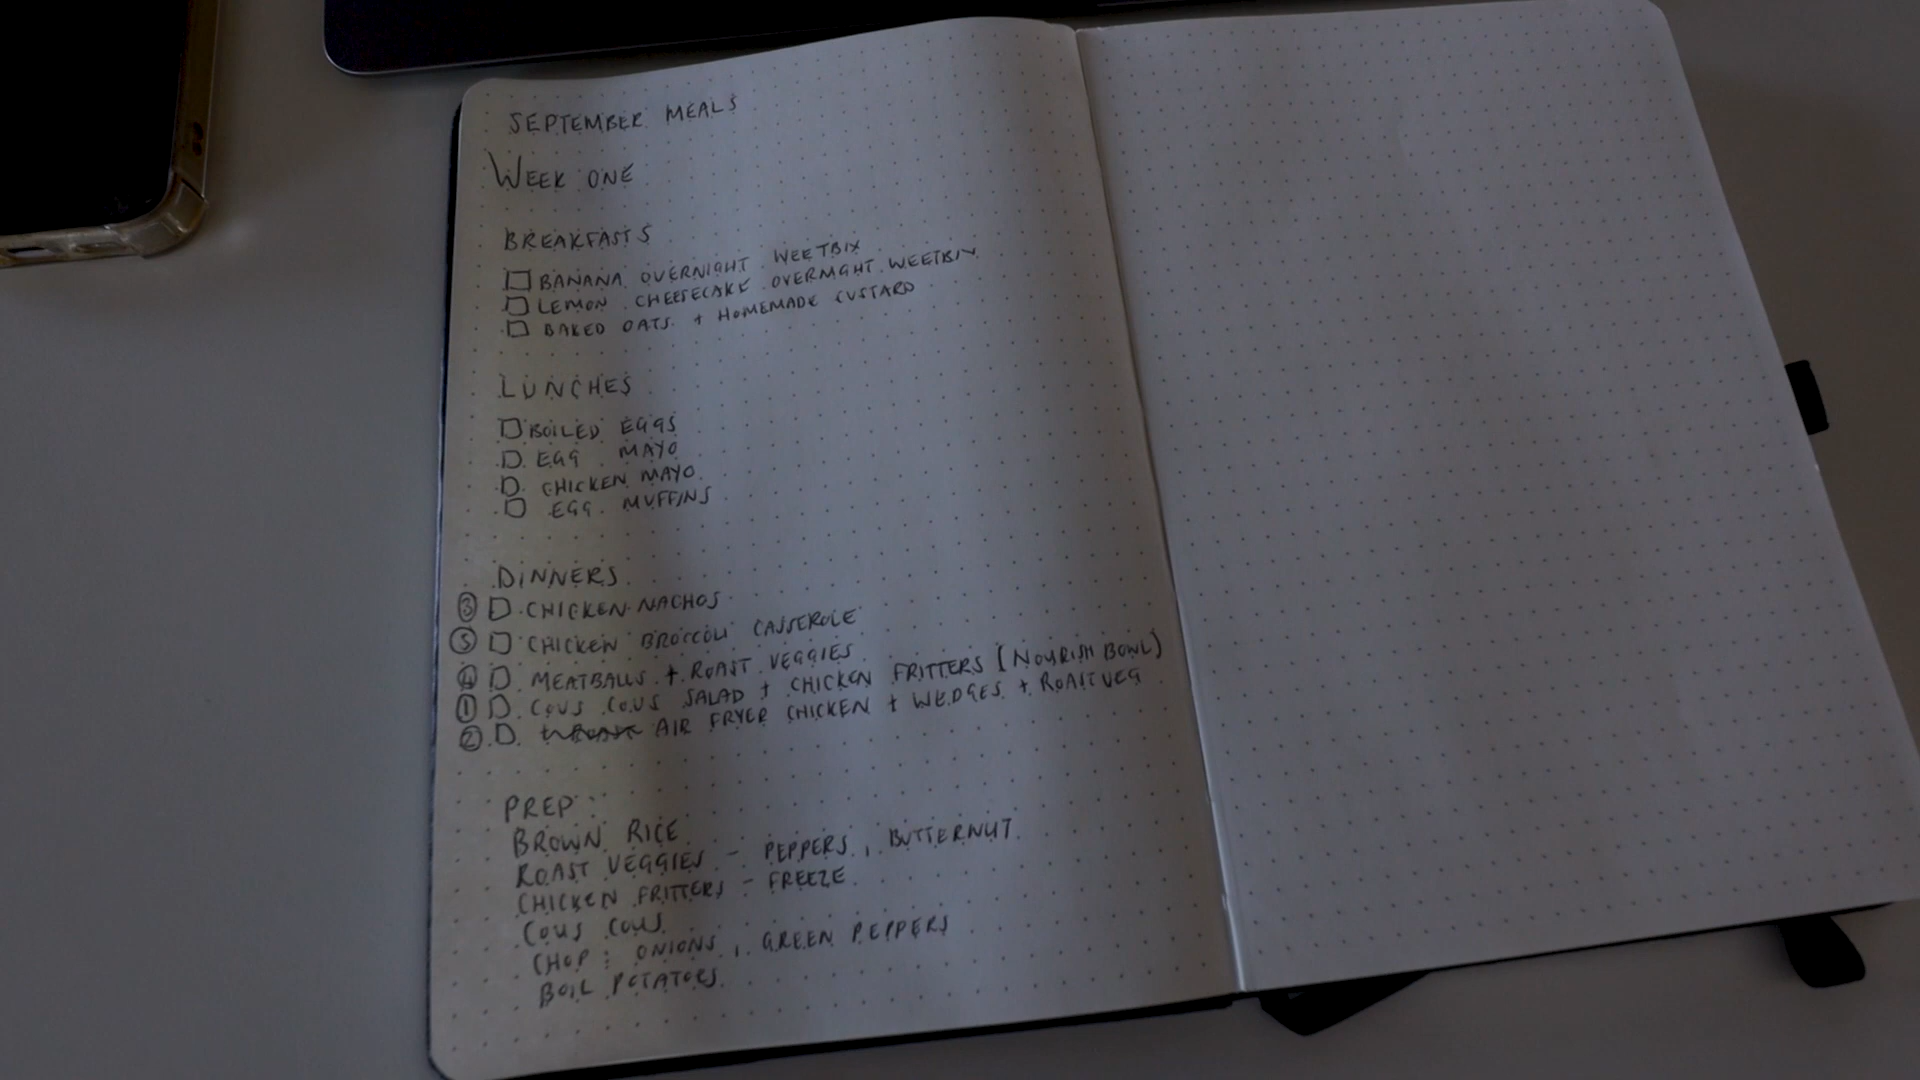 SEPTEMBER MEALS
WEEK ONE
BREAKFASTS
BANANA OVERNIGHT WEETBIX
LEMON CHEESECAKE OVERNIGHT WEETBIX
BAKED OATS + HOMEMADE CUSTARD
LUNCHES
BOILED EGGS
EGG MAYO
CHICKEN MAYO
EGG MUFFINS
DINNERS
③ CHICKEN NACHOS
⑤ CHICKEN BROCCOLI CASSEROLE
④ MEATBALLS + ROAST VEGGIES
① COUS COUS SALAD + CHICKEN FRITTERS (NOURISH BOWL)
② AIR FRYER CHICKEN + WEDGES + ROAST VEG
PREP:
BROWN RICE
ROAST VEGGIES - PEPPERS, BUTTERNUT
CHICKEN FRITTERS - FREEZE
COUS COUS
CHOP: ONIONS, GREEN PEPPERS
BOIL POTATOES